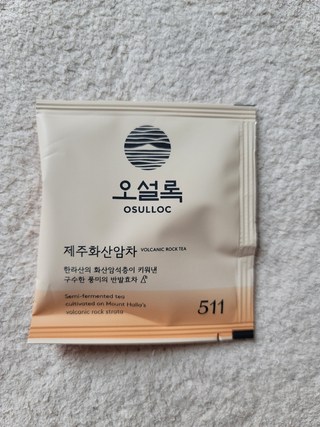 오설록
OSULLOC
제주화산암차 VOLCANIC ROCK TEA
한라산의 화산암석층이 키워낸
구수한 풍미의 반발효차
Semi-fermented tea
cultivated on Mount Halla's
volcanic rock strata
511